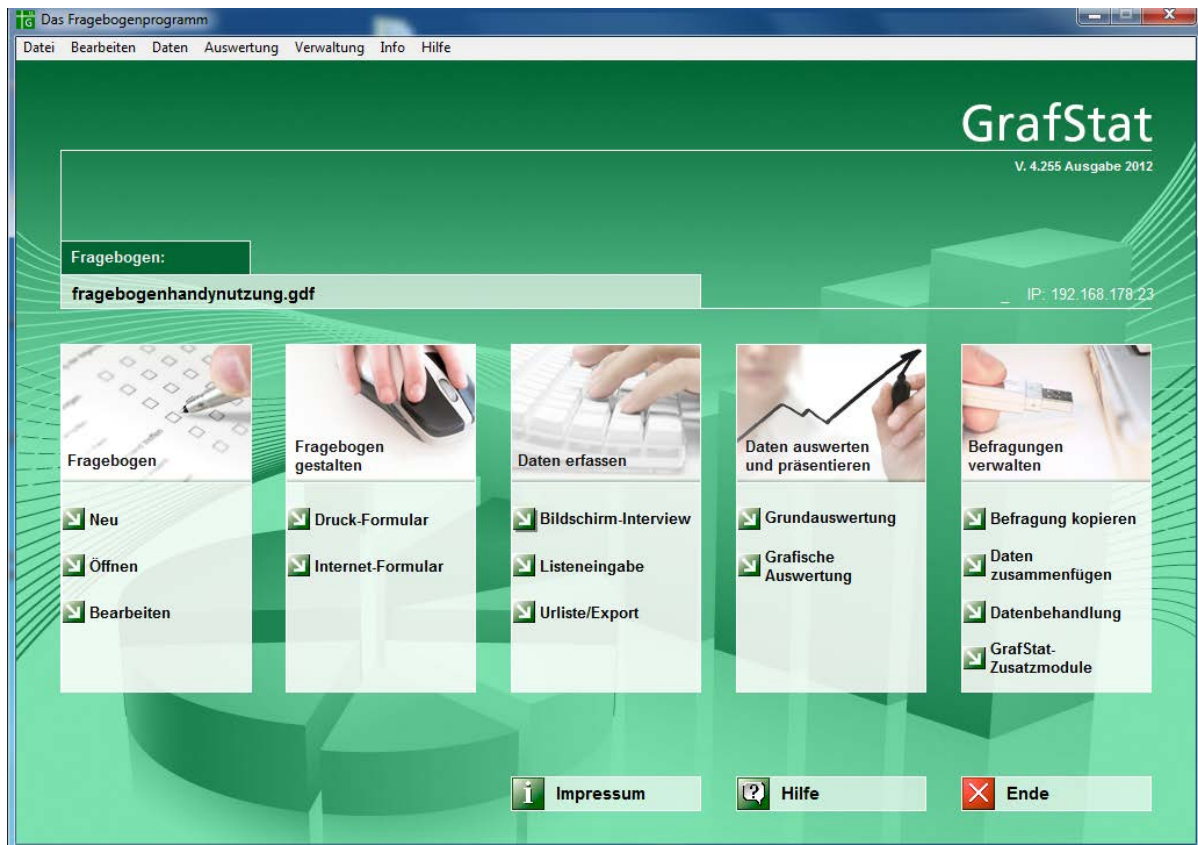 Das Fragebogenprogramm
Datei Bearbeiten Daten Auswertung Verwaltung Info Hilfe
GrafStat
V. 4.255 Ausgabe 2012
Fragebogen:
fragebogenhandynutzung.gdf
_ IP: 192.168.178.23
Fragebogen
Neu
Öffnen
Bearbeiten
Fragebogen
gestalten
Druck-Formular
Internet-Formular
Daten erfassen
Bildschirm-Interview
Listeneingabe
Urliste/Export
Daten auswerten
und präsentieren
Grundauswertung
Grafische
Auswertung
Befragungen
verwalten
Befragung kopieren
Daten
zusammenfügen
Datenbehandlung
GrafStat-
Zusatzmodule
Impressum
Hilfe
Ende